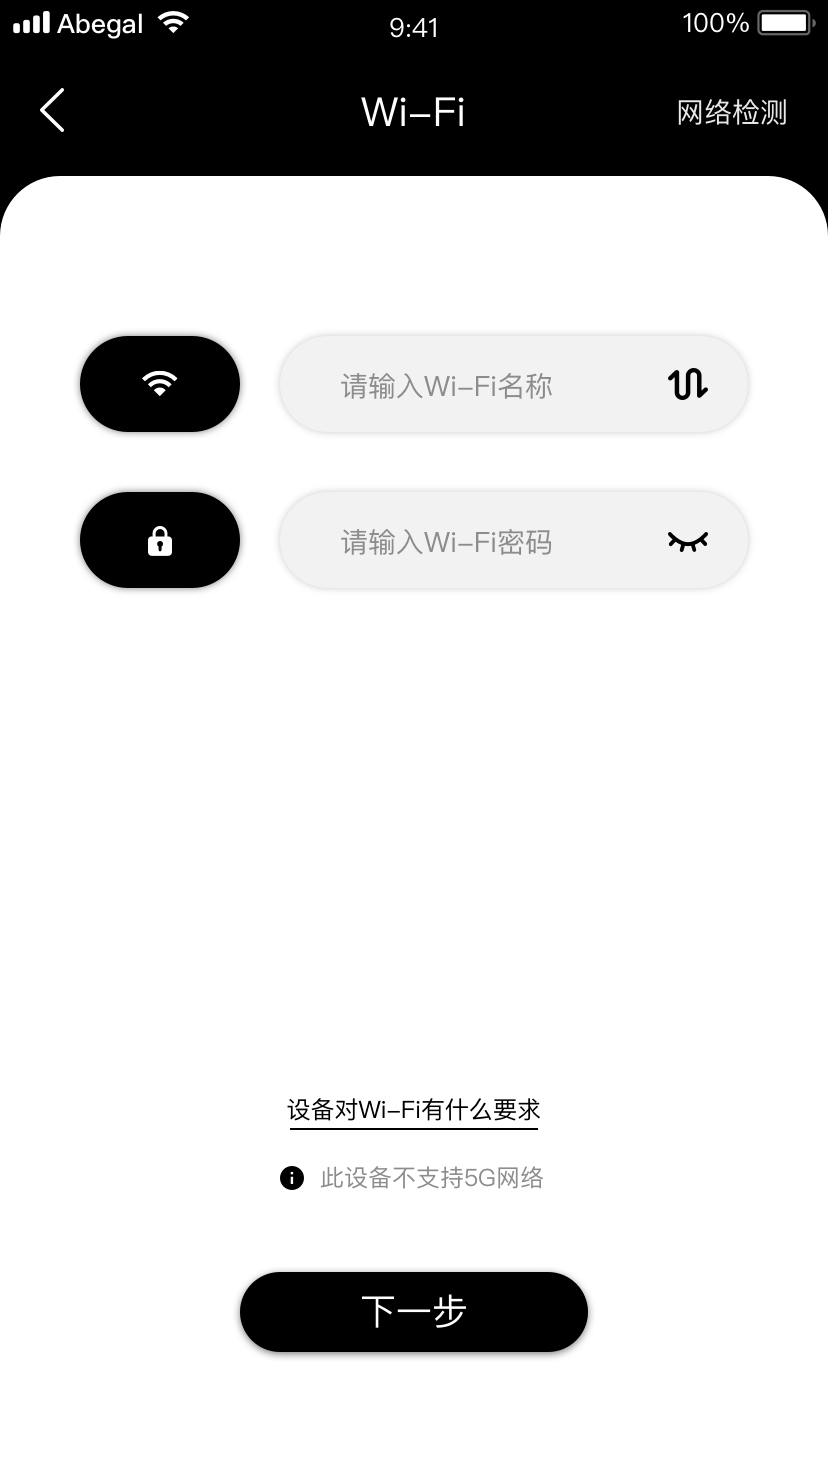 Abegal 9:41 100%
Wi–Fi 网络检测
请输入Wi–Fi名称
请输入Wi–Fi密码
设备对Wi–Fi有什么要求
此设备不支持5G网络
下一步